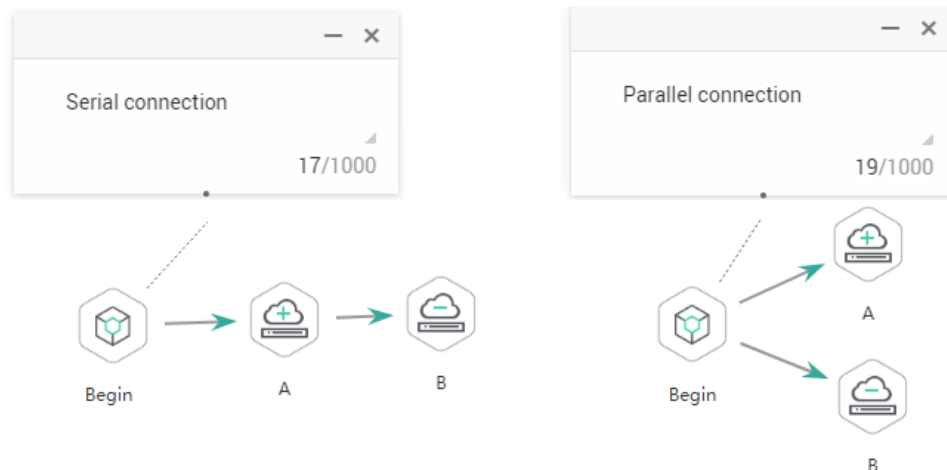 Serial connection
17/1000
Begin
A
B
Parallel connection
19/1000
A
Begin
B